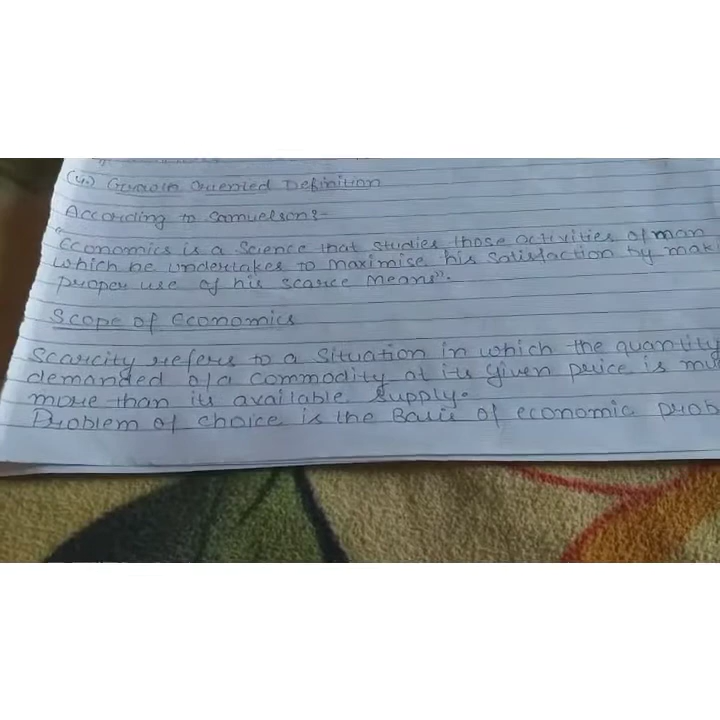 (4.) Growth Oriented Definition
According to Samuelson :-
"Economics is a Science that studies those activities of man
which he undertakes to Maximise his Satisfaction by mak
proper use of his scarce Means".
Scope of Economics
Scarcity refers to a Situation in which the quantity
demanded of a Commodity at its given price is mu
more than its available Supply.
Problem of choice is the Basis of economic prob